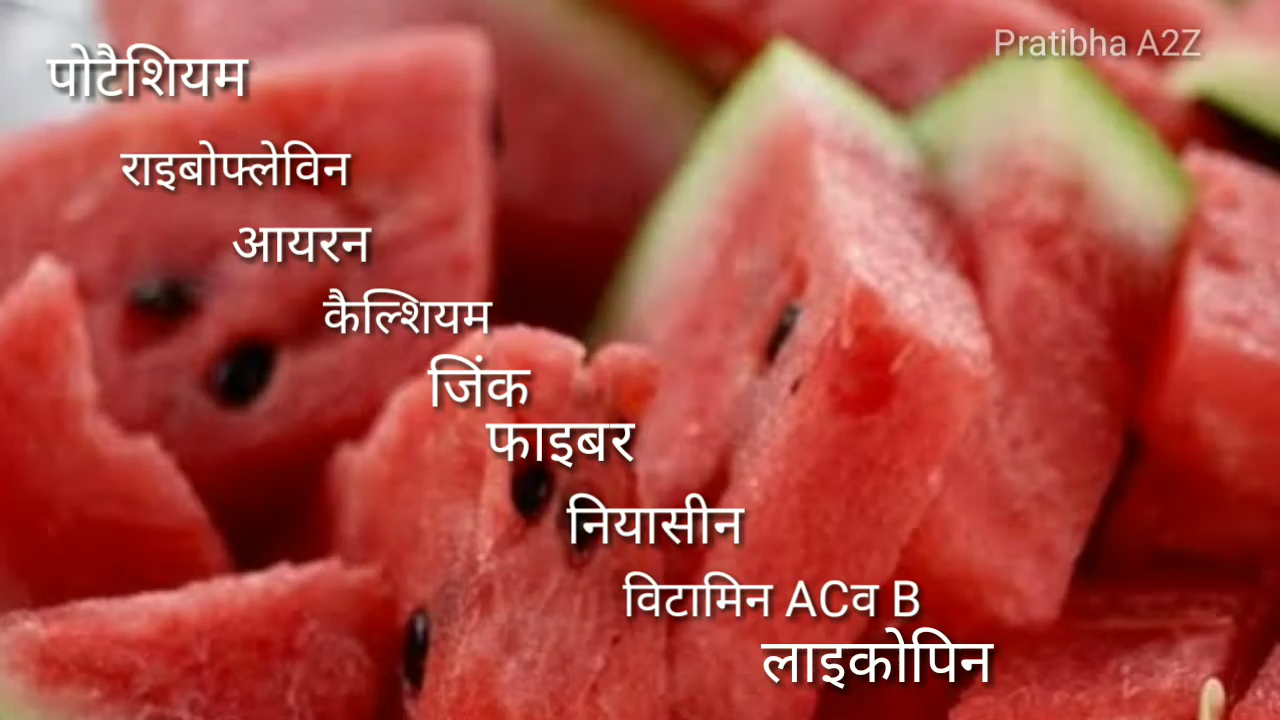 Pratibha A2Z
पोटैशियम
राइबोफ्लेविन
आयरन
कैल्शियम
जिंक
फाइबर
नियासीन
विटामिन ACव B
लाइकोपिन